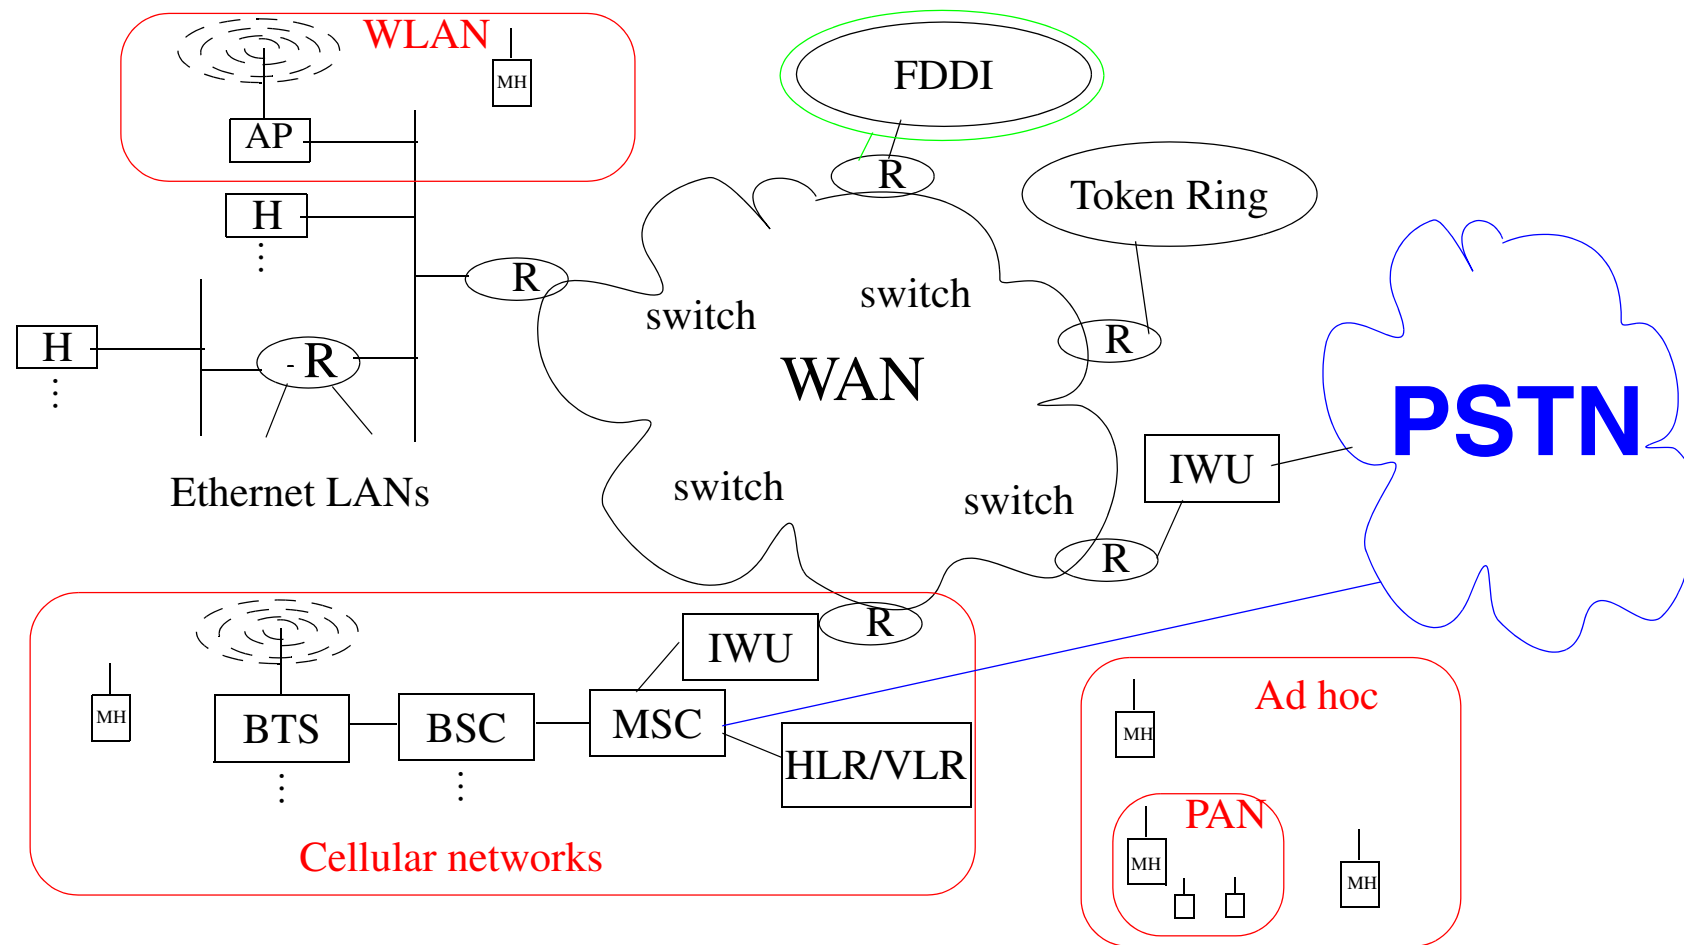 WLAN
MH
AP
H
⋮
H
⋮
- R
Ethernet LANs
R
FDDI
R
Token Ring
R
switch
switch
WAN
switch
switch
IWU
R
PSTN
R
IWU
MH
BTS
⋮
BSC
⋮
MSC
HLR/VLR
Cellular networks
Ad hoc
MH
PAN
MH
MH